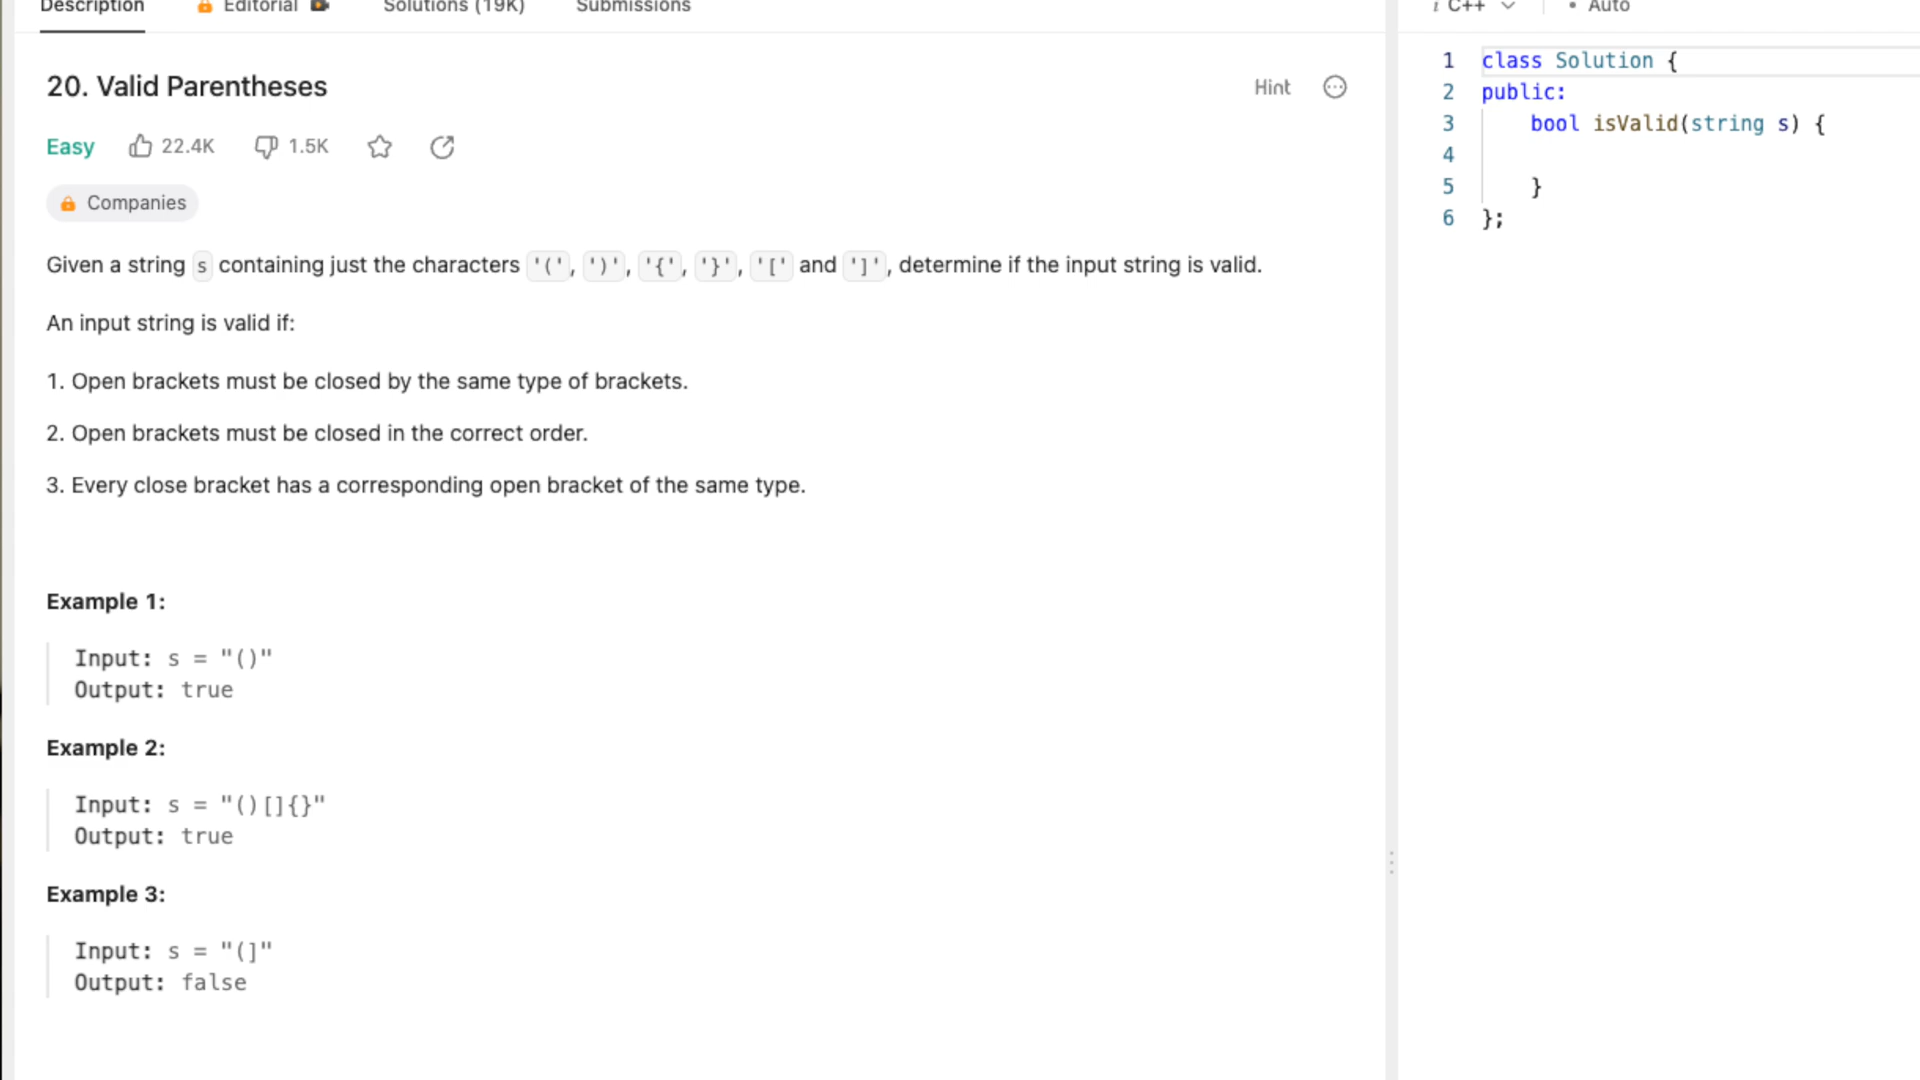 Description Editorial Solutions (19K) Submissions
20. Valid Parentheses Hint
Easy 22.4K 1.5K
Companies
Given a string s containing just the characters '(', ')', '{', '}', '[' and ']', determine if the input string is valid.
An input string is valid if:
1. Open brackets must be closed by the same type of brackets.
2. Open brackets must be closed in the correct order.
3. Every close bracket has a corresponding open bracket of the same type.
Example 1:
Input: s = "()"
Output: true
Example 2:
Input: s = "()[]{}"
Output: true
Example 3:
Input: s = "(]"
Output: false
i C++ • Auto
1 class Solution {
2 public:
3 bool isValid(string s) {
4
5 }
6 };